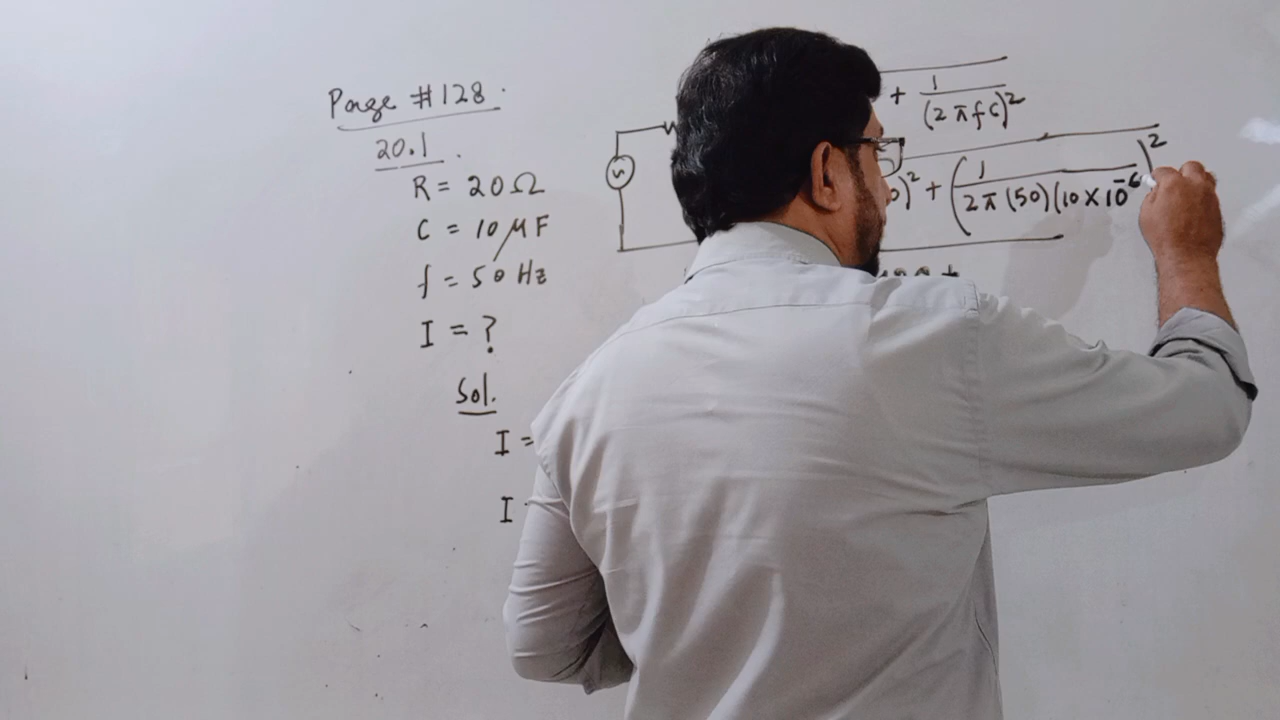 Page #128.
20.1.
R = 20Ω
C = 10 μF
f = 50 Hz
I = ?
Sol.
I =
I
+ 1/(2πfC)²
)² + (1/(2π(50)(10×10⁻⁶)²